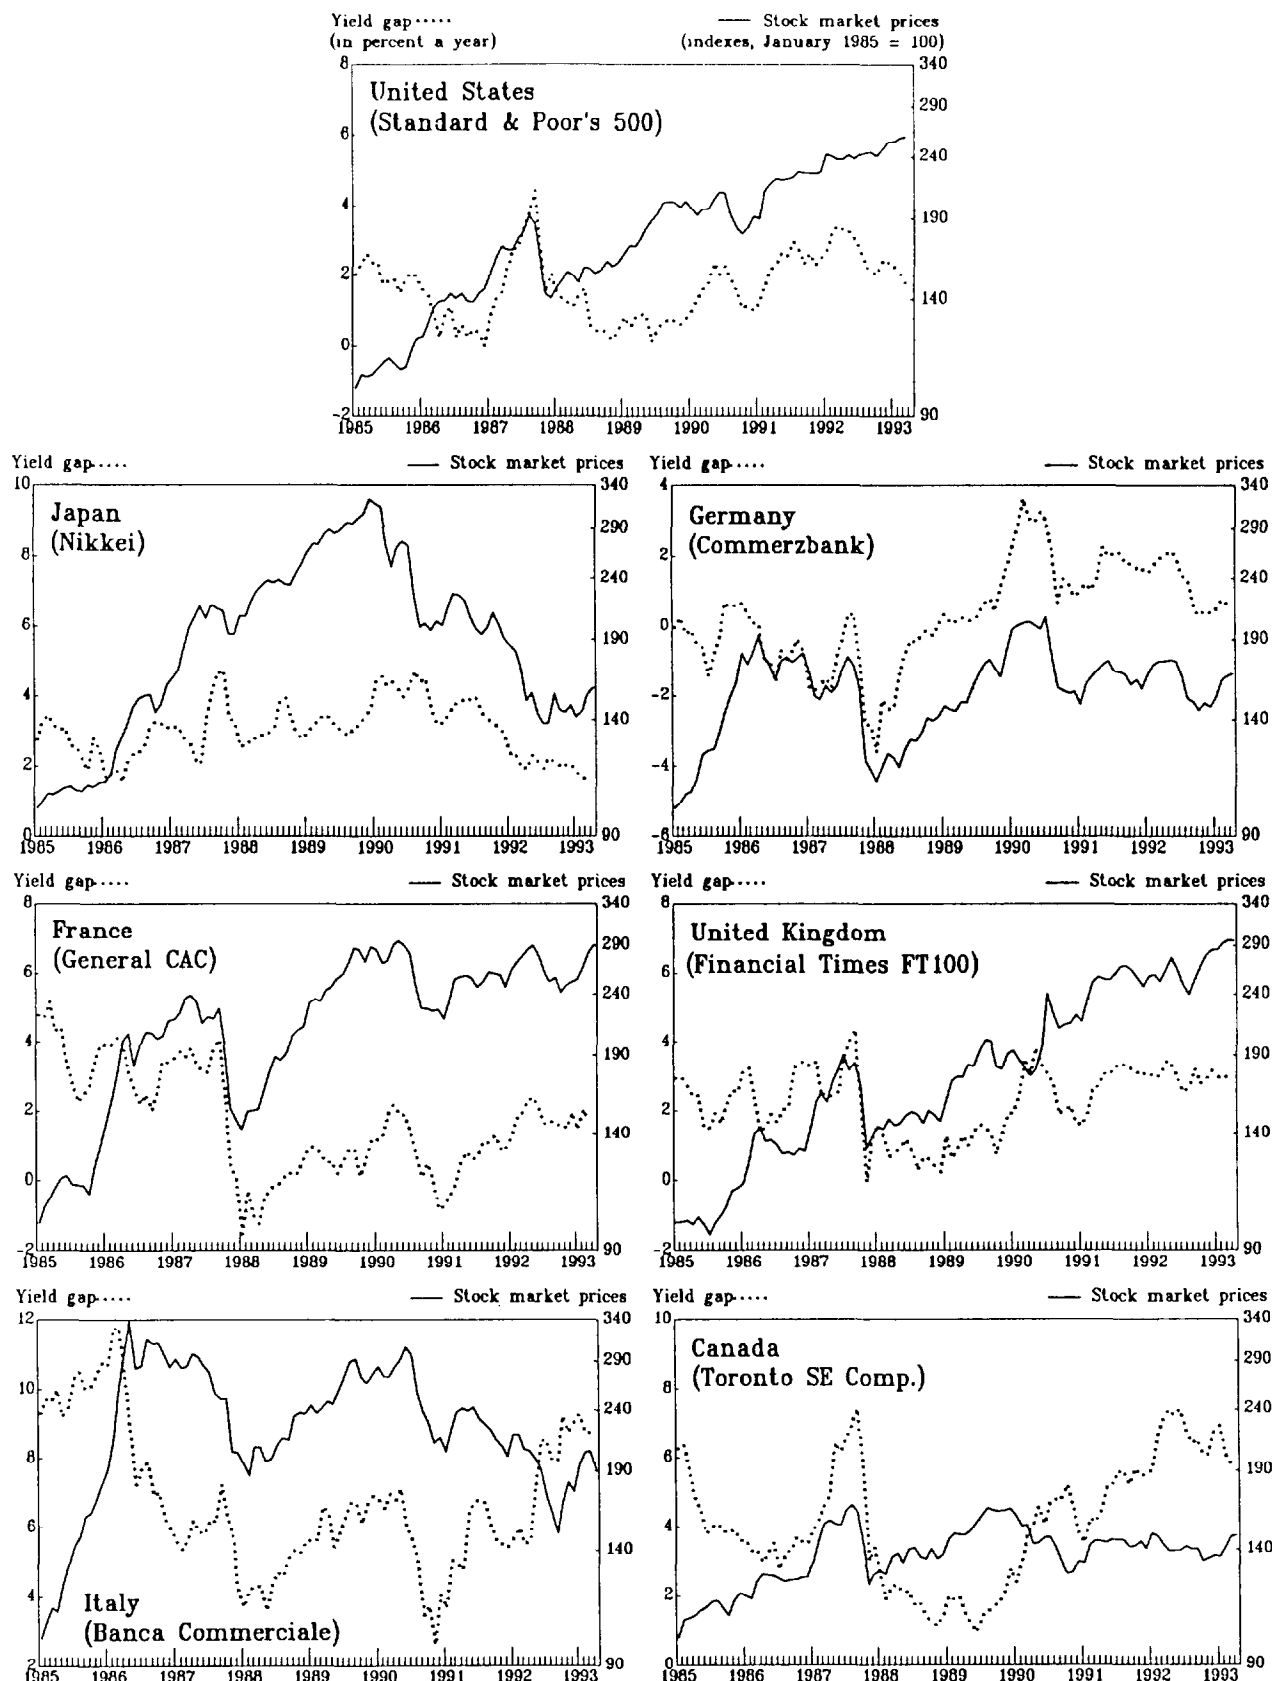 Yield gap ····· — Stock market prices
(in percent a year) (indexes, January 1985 = 100)
United States
(Standard & Poor's 500)
8
6
4
2
0
-2
340
290
240
190
140
90
1985 1986 1987 1988 1989 1990 1991 1992 1993
Yield gap ····· — Stock market prices
Japan
(Nikkei)
10
8
6
4
2
0
340
290
240
190
140
90
1985 1986 1987 1988 1989 1990 1991 1992 1993
Yield gap ····· — Stock market prices
Germany
(Commerzbank)
4
2
0
-2
-4
-6
340
290
240
190
140
90
1985 1986 1987 1988 1989 1990 1991 1992 1993
Yield gap ····· — Stock market prices
France
(General CAC)
8
6
4
2
0
-2
340
290
240
190
140
90
1985 1986 1987 1988 1989 1990 1991 1992 1993
Yield gap ····· — Stock market prices
United Kingdom
(Financial Times FT100)
8
6
4
2
0
-2
340
290
240
190
140
90
1985 1986 1987 1988 1989 1990 1991 1992 1993
Yield gap ····· — Stock market prices
Italy
(Banca Commerciale)
12
10
8
6
4
2
340
290
240
190
140
90
1985 1986 1987 1988 1989 1990 1991 1992 1993
Yield gap ····· — Stock market prices
Canada
(Toronto SE Comp.)
10
8
6
4
2
0
340
290
240
190
140
90
1985 1986 1987 1988 1989 1990 1991 1992 1993